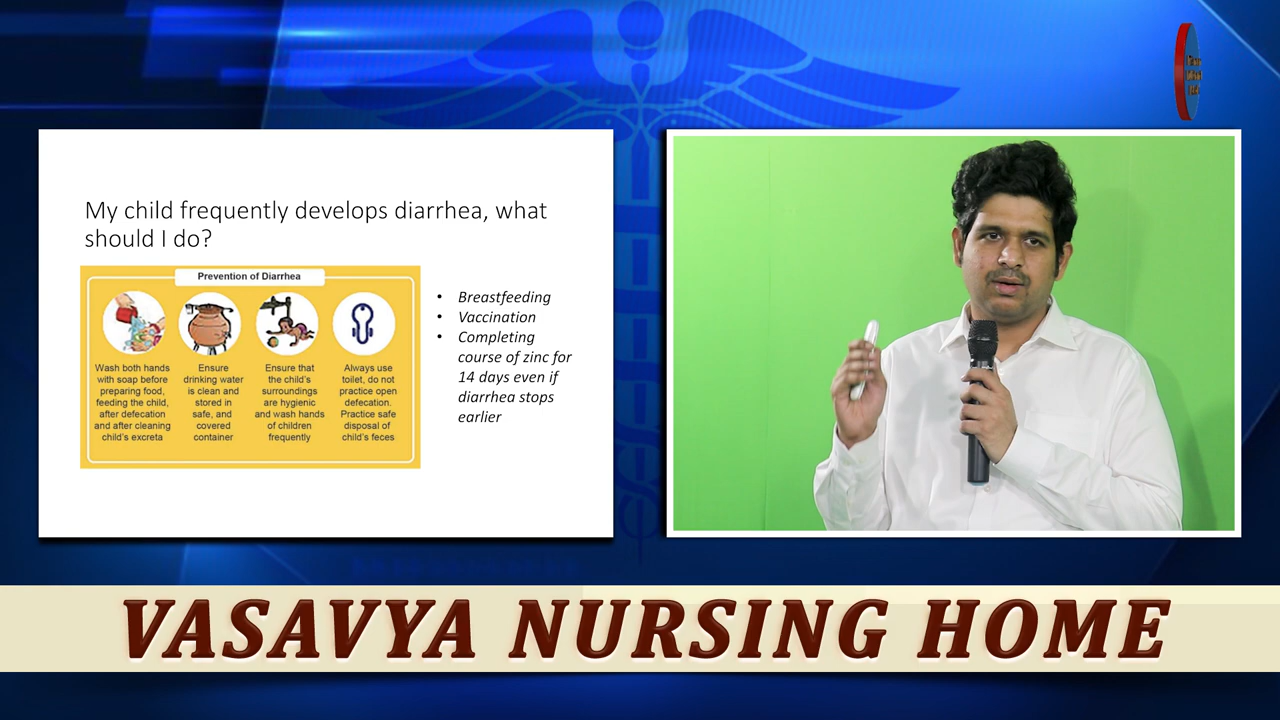 My child frequently develops diarrhea, what
should I do?
Prevention of Diarrhea
Wash both hands
with soap before
preparing food,
feeding the child,
after defecation
and after cleaning
child's excreta
Ensure
drinking water
is clean and
stored in
safe, and
covered
container
Ensure that
the child's
surroundings
are hygienic
and wash hands
of children
frequently
Always use
toilet, do not
practice open
defecation.
Practice safe
disposal of
child's feces
• Breastfeeding
• Vaccination
• Completing
course of zinc for
14 days even if
diarrhea stops
earlier
VASAVYA NURSING HOME